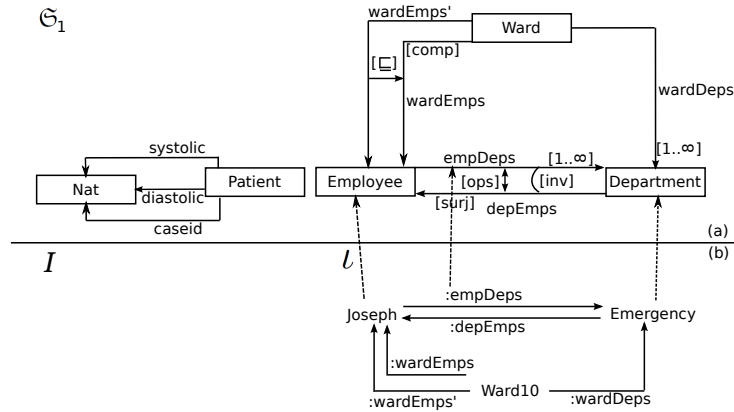 𝔖1
wardEmps'
Ward
[comp]
[⊑]
wardEmps
wardDeps
systolic
empDeps
[1..∞]
[1..∞]
Nat
Patient
Employee
[ops]
[inv]
Department
diastolic
[surj]
depEmps
caseid
(a)
(b)
I
ι
:empDeps
Joseph
Emergency
:depEmps
:wardEmps
Ward10
:wardEmps'
:wardDeps